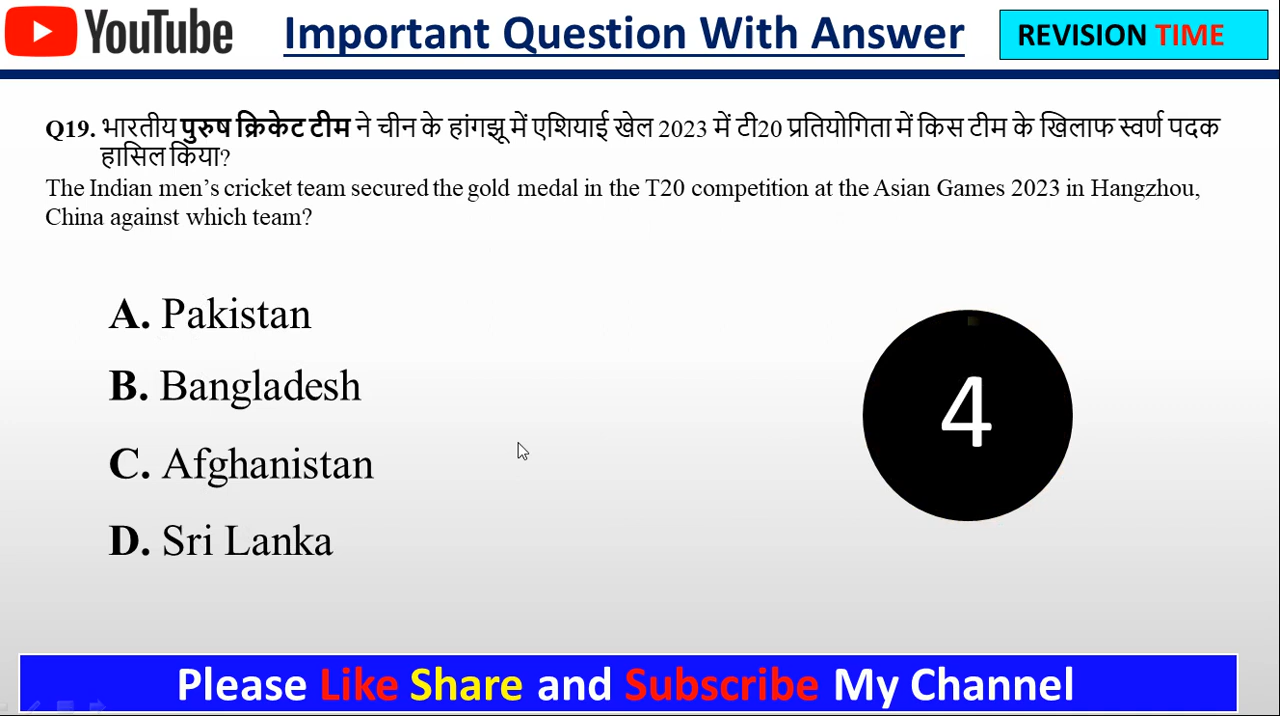 YouTube Important Question With Answer REVISION TIME
Q19. भारतीय पुरुष क्रिकेट टीम ने चीन के हांगझू में एशियाई खेल 2023 में टी20 प्रतियोगिता में किस टीम के खिलाफ स्वर्ण पदक
हासिल किया?
The Indian men’s cricket team secured the gold medal in the T20 competition at the Asian Games 2023 in Hangzhou,
China against which team?
A. Pakistan
B. Bangladesh
4
C. Afghanistan
D. Sri Lanka
Please Like Share and Subscribe My Channel